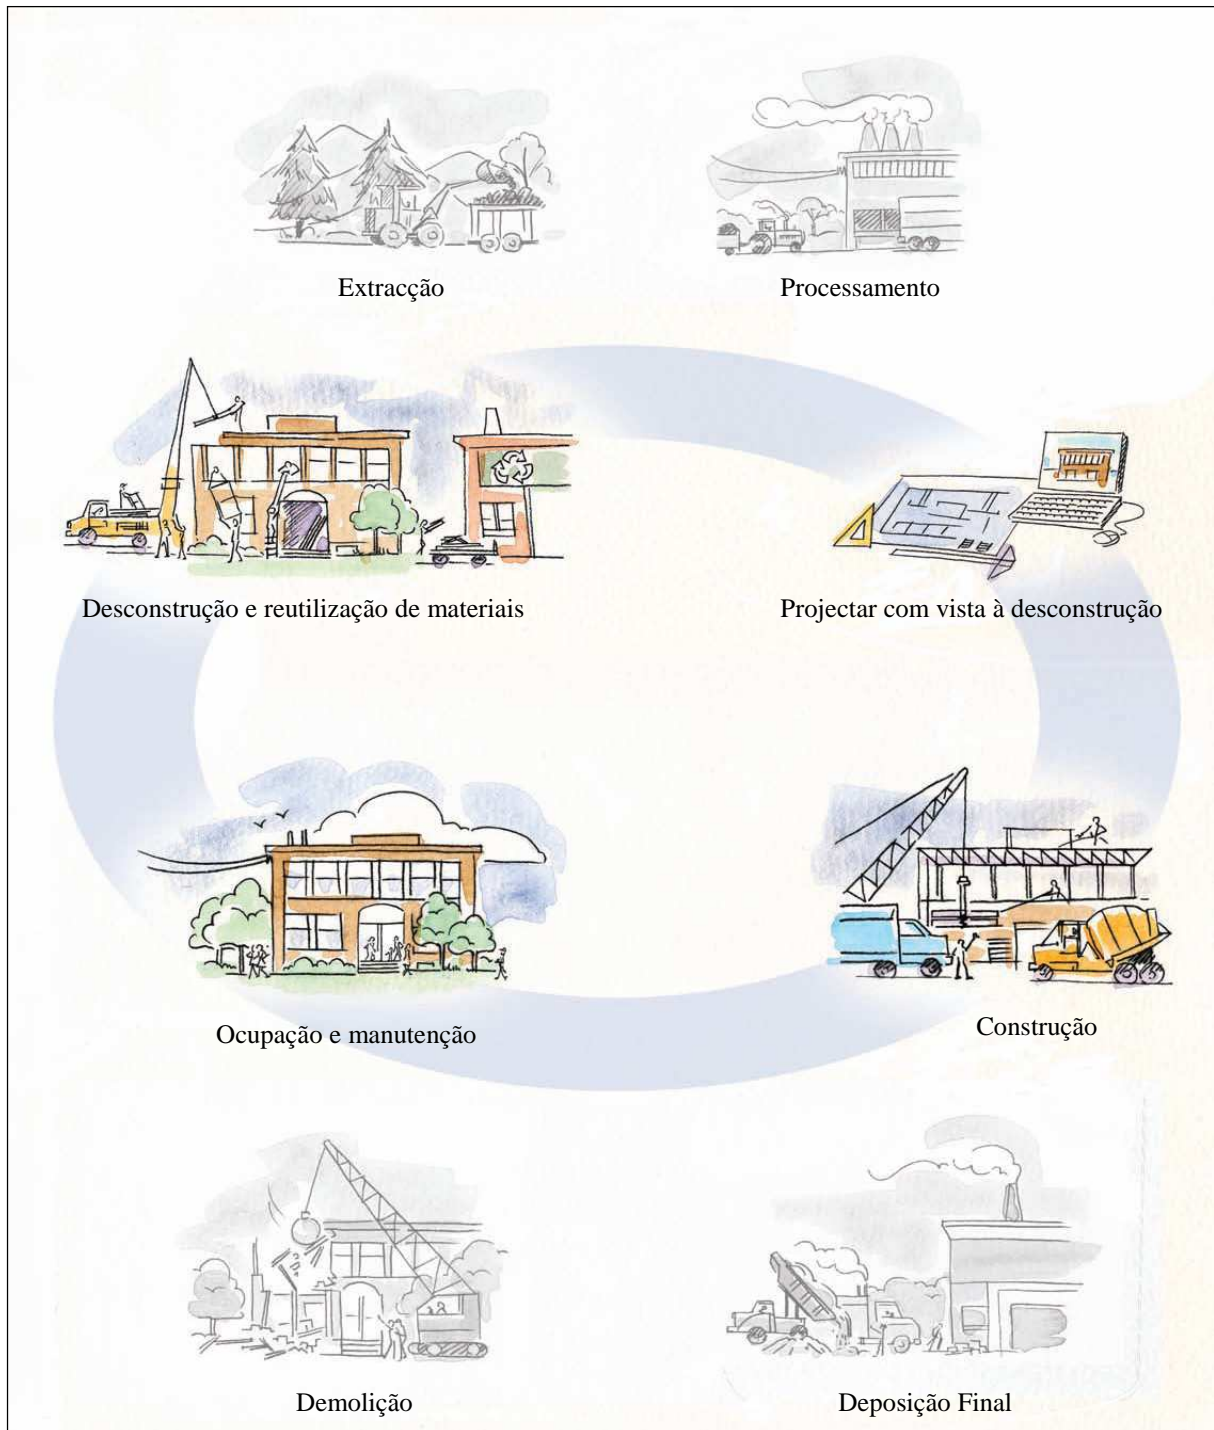 Extracção
Processamento
Desconstrução e reutilização de materiais
Projectar com vista à desconstrução
Ocupação e manutenção
Construção
Demolição
Deposição Final